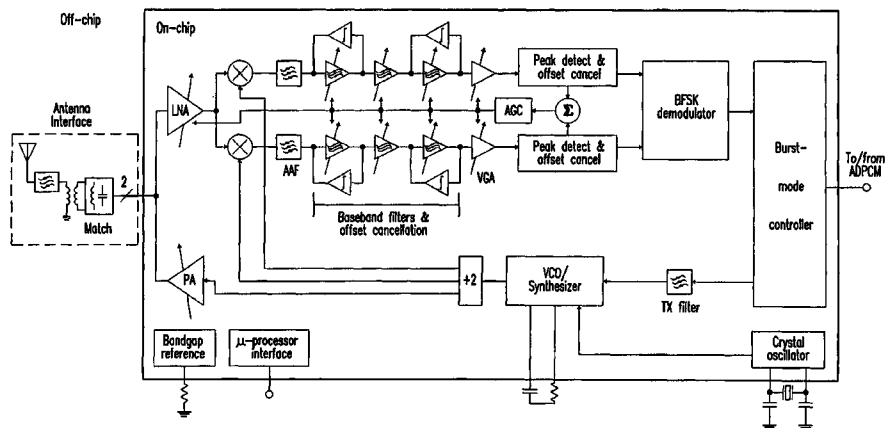 Off-chip
On-chip
Antenna
Interface
2
Match
LNA
AAF
Baseband filters &
offset cancellation
VGA
AGC
Σ
Peak detect &
offset cancel
Peak detect &
offset cancel
BFSK
demodulator
Burst-
mode
controller
To/from
ADPCM
PA
÷2
VCO/
Synthesizer
TX filter
Bandgap
reference
μ-processor
interface
Crystal
oscillator